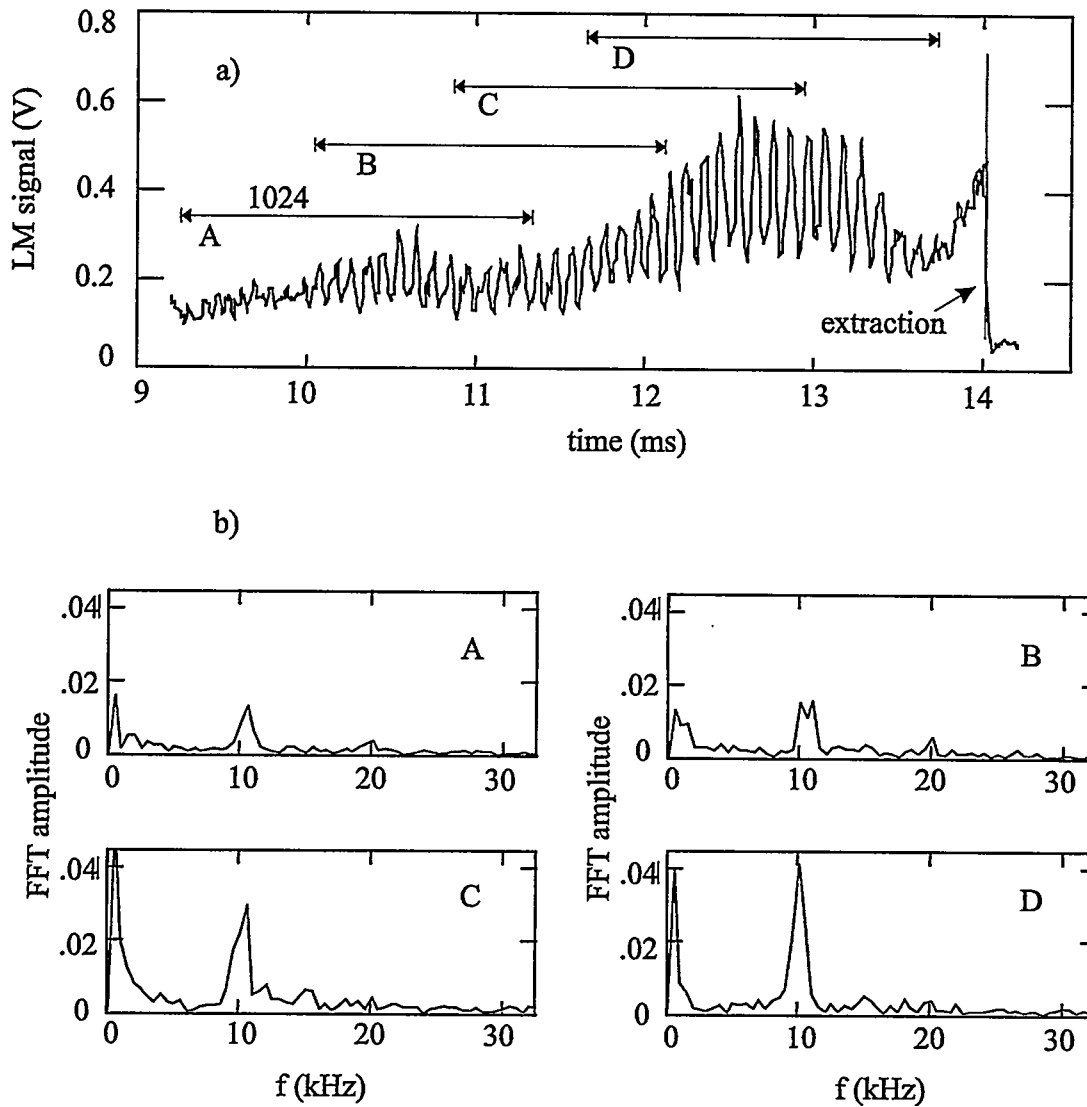 a)
LM signal (V)
0.8
0.6
0.4
0.2
0
D
C
B
1024
A
extraction
9 10 11 12 13 14
time (ms)
b)
FFT amplitude
.04
.02
0
A
0 10 20 30
FFT amplitude
.04
.02
0
B
0 10 20 30
.04
.02
0
C
0 10 20 30
f (kHz)
.04
.02
0
D
0 10 20 30
f (kHz)